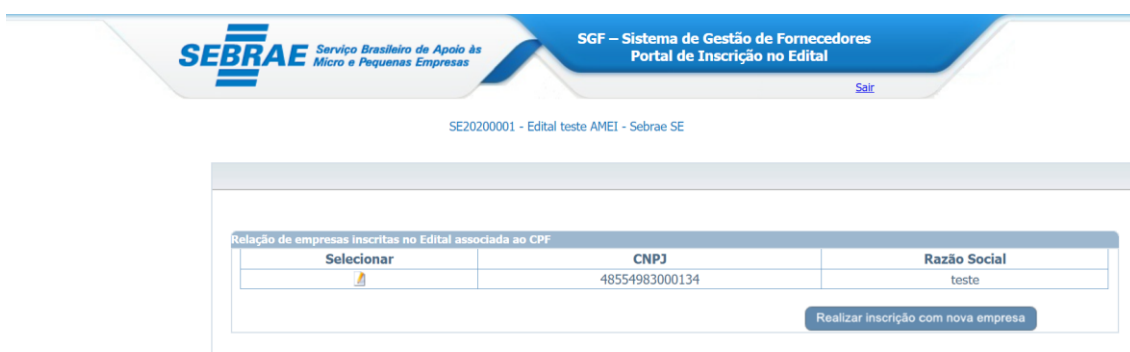 SEBRAE
Serviço Brasileiro de Apoio às
Micro e Pequenas Empresas
SGF – Sistema de Gestão de Fornecedores
Portal de Inscrição no Edital
Sair
SE20200001 - Edital teste AMEI - Sebrae SE
Relação de empresas inscritas no Edital associada ao CPF
Selecionar CNPJ Razão Social
48554983000134 teste
Realizar inscrição com nova empresa